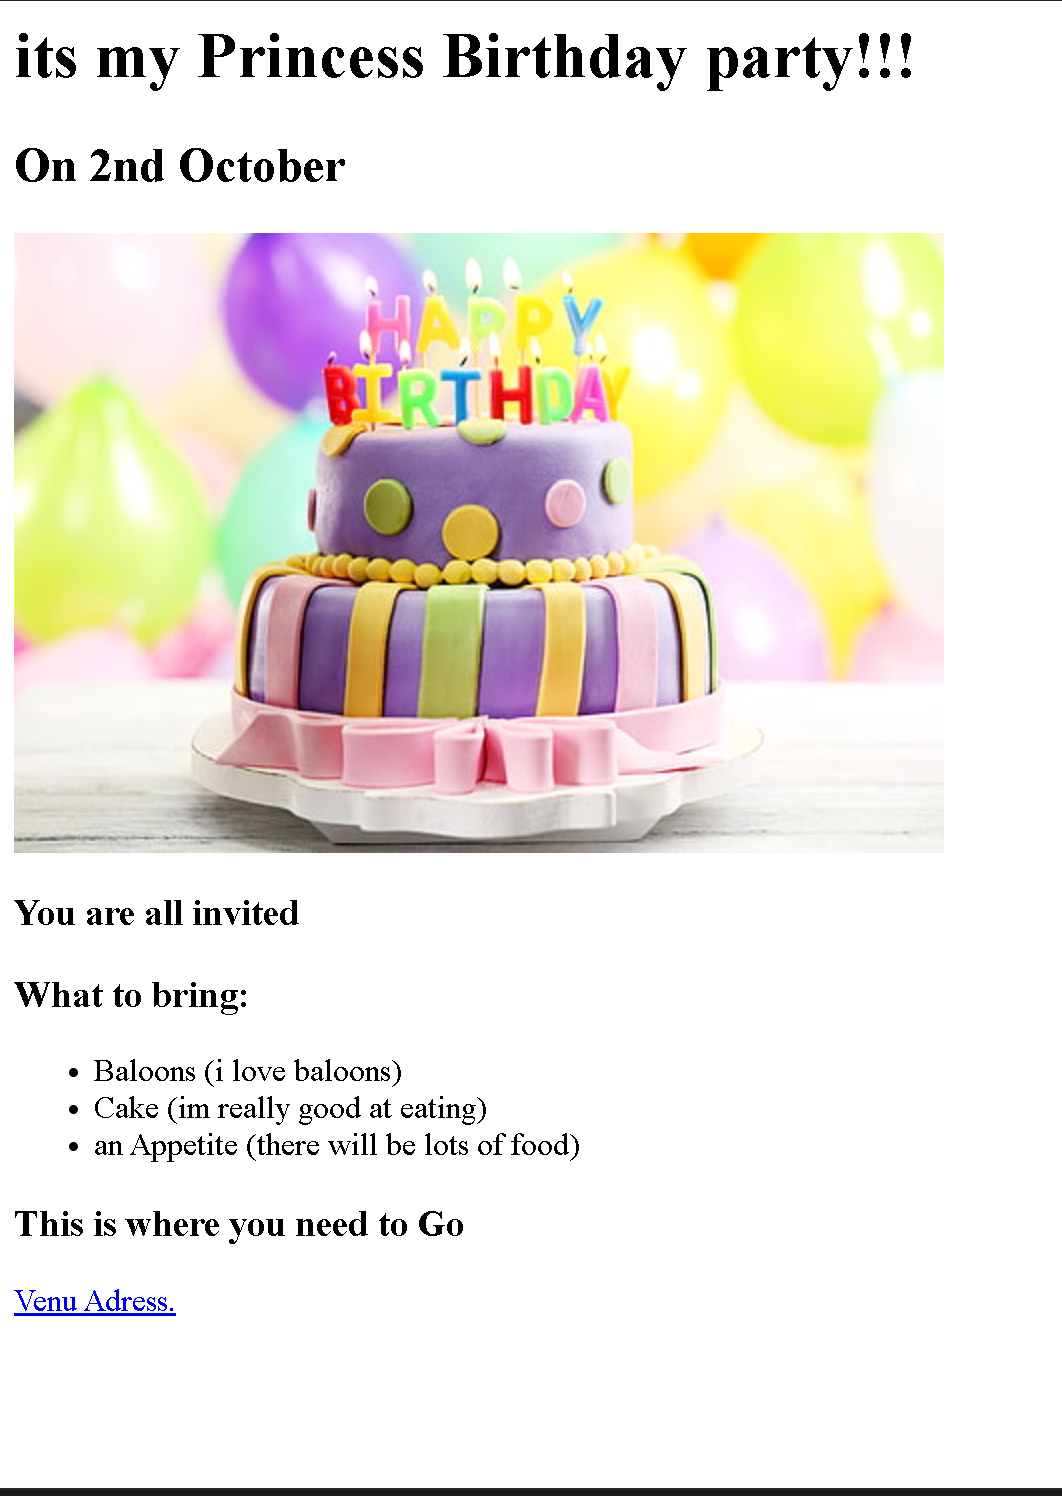 its my Princess Birthday party!!!
On 2nd October
HAPPY
BIRTHDAY
You are all invited
What to bring:
Baloons (i love baloons)
Cake (im really good at eating)
an Appetite (there will be lots of food)
This is where you need to Go
Venu Adress.